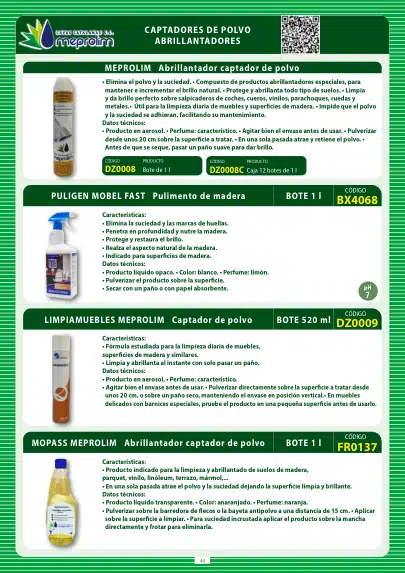 CAPTADORES DE POLVO
ABRILLANTADORES
meprolim
MEPROLIM Abrillantador captador de polvo
• Elimina el polvo y la suciedad. • Compuesto de productos abrillantadores especiales, para
mantener e incrementar el brillo natural. • Protege y abrillanta todo tipo de suelos. • Limpia
y da brillo perfecto sobre salpicaderos de coches, cueros, vinilos, parachoques, ruedas y
metales. • Útil para la limpieza diaria de muebles y superficies de madera. • Impide que el polvo
y la suciedad se adhieran, facilitando su mantenimiento.
Datos técnicos:
• Producto en aerosol. • Perfume: característico. • Agitar bien el envase antes de usar. • Pulverizar
desde unos 20 cm sobre la superficie a tratar. • En una sola pasada atrae y retiene el polvo. •
Antes de que se seque, pasar un paño suave para dar brillo.
CÓDIGO PRODUCTO
DZ0008 Bote de 1 l
CÓDIGO PRODUCTO
DZ0008C Caja 12 botes de 1 l
PULIGEN MOBEL FAST Pulimento de madera BOTE 1 l
CÓDIGO
BX4068
Características:
• Elimina la suciedad y las marcas de huellas.
• Penetra en profundidad y nutre la madera.
• Protege y restaura el brillo.
• Realza el aspecto natural de la madera.
• Indicado para superficies de madera.
Datos técnicos:
• Producto líquido opaco. • Color: blanco. • Perfume: limón.
• Pulverizar el producto sobre la superficie.
• Secar con un paño o con papel absorbente.
pH
7
LIMPIAMUEBLES MEPROLIM Captador de polvo BOTE 520 ml
CÓDIGO
DZ0009
Características:
• Fórmula estudiada para la limpieza diaria de muebles,
superficies de madera y similares.
• Limpia y abrillanta al instante con solo pasar un paño.
Datos técnicos:
• Producto en aerosol. • Perfume: característico.
• Agitar bien el envase antes de usar. • Pulverizar directamente sobre la superficie a tratar desde
unos 20 cm, o sobre un paño seco, manteniendo el envase en posición vertical. • En muebles
delicados con barnices especiales, pruebe el producto en una pequeña superficie antes de usarlo.
MOPASS MEPROLIM Abrillantador captador de polvo BOTE 1 l
CÓDIGO
FR0137
Características:
• Producto indicado para la limpieza y abrillantado de suelos de madera,
parquet, vinilo, linóleum, terrazo, mármol,...
• En una sola pasada atrae el polvo y la suciedad dejando la superficie limpia y brillante.
Datos técnicos:
• Producto líquido transparente. • Color: anaranjado. • Perfume: naranja.
• Pulverizar sobre la barredora de flecos o la bayeta antipolvo a una distancia de 15 cm. • Aplicar
sobre la superficie a limpiar. • Para suciedad incrustada aplicar el producto sobre la mancha
directamente y frotar para eliminarla.